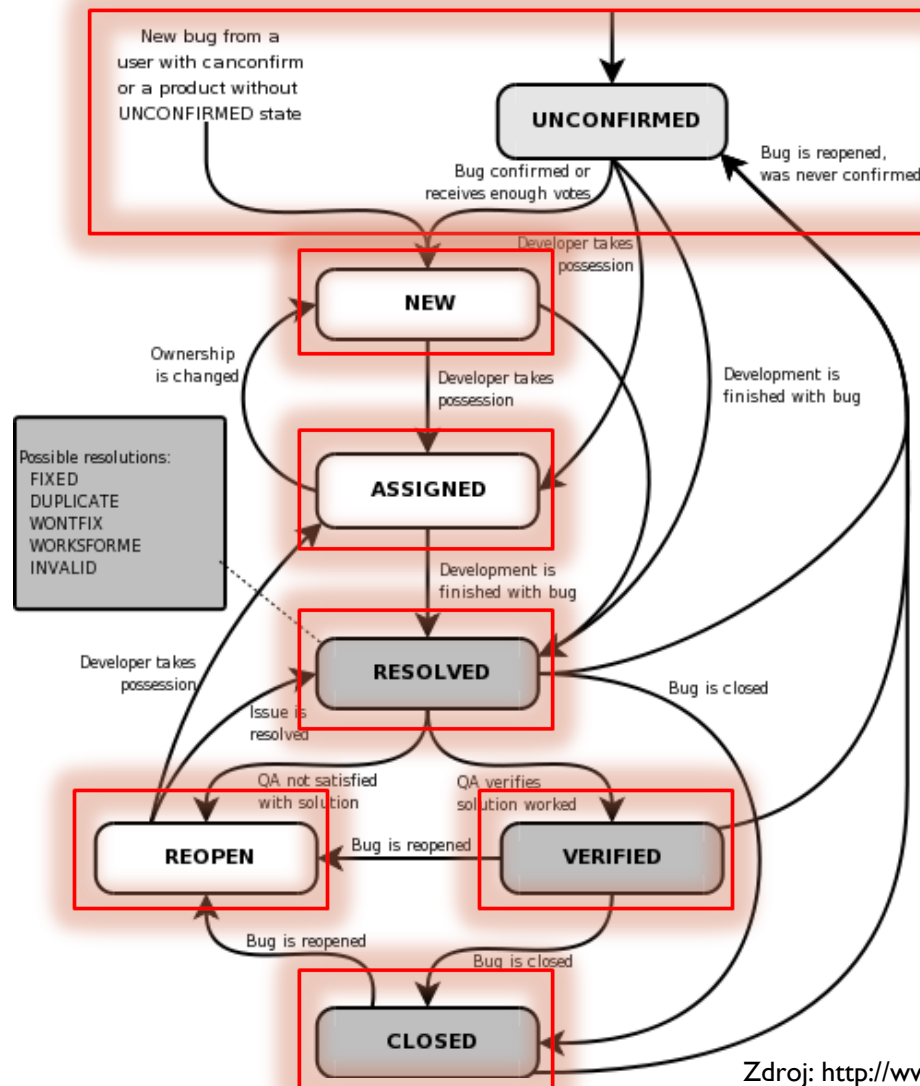 New bug from a
user with canconfirm
or a product without
UNCONFIRMED state
UNCONFIRMED
Bug is reopened,
was never confirmed
Bug confirmed or
receives enough votes
Developer takes
possession
NEW
Ownership
is changed
Developer takes
possession
Development is
finished with bug
Possible resolutions:
FIXED
DUPLICATE
WONTFIX
WORKSFORME
INVALID
ASSIGNED
Development is
finished with bug
Developer takes
possession
RESOLVED
Bug is closed
Issue is
resolved
QA not satisfied
with solution
QA verifies
solution worked
REOPEN
Bug is reopened
VERIFIED
Bug is reopened
Bug is closed
CLOSED
Zdroj: http://